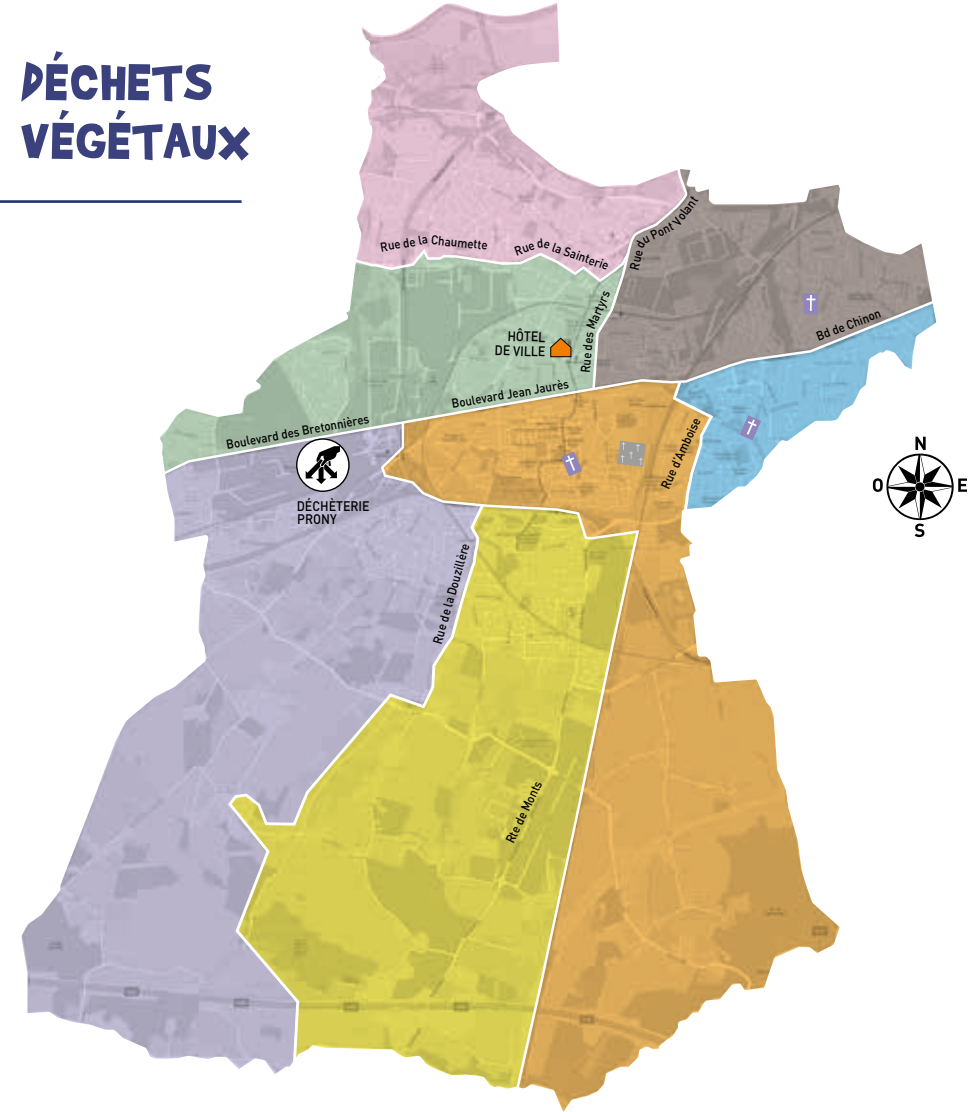 DÉCHETS
VÉGÉTAUX
Rue de la Chaumette
Rue de la Sainterie
Rue du Pont Volant
Rue des Martyrs
Bd de Chinon
HÔTEL
DE VILLE
Boulevard Jean Jaurès
Boulevard des Bretonnières
Rue d'Amboise
DÉCHÈTERIE
PRONY
Rue de la Douzillère
Rte de Monts
N
O
E
S